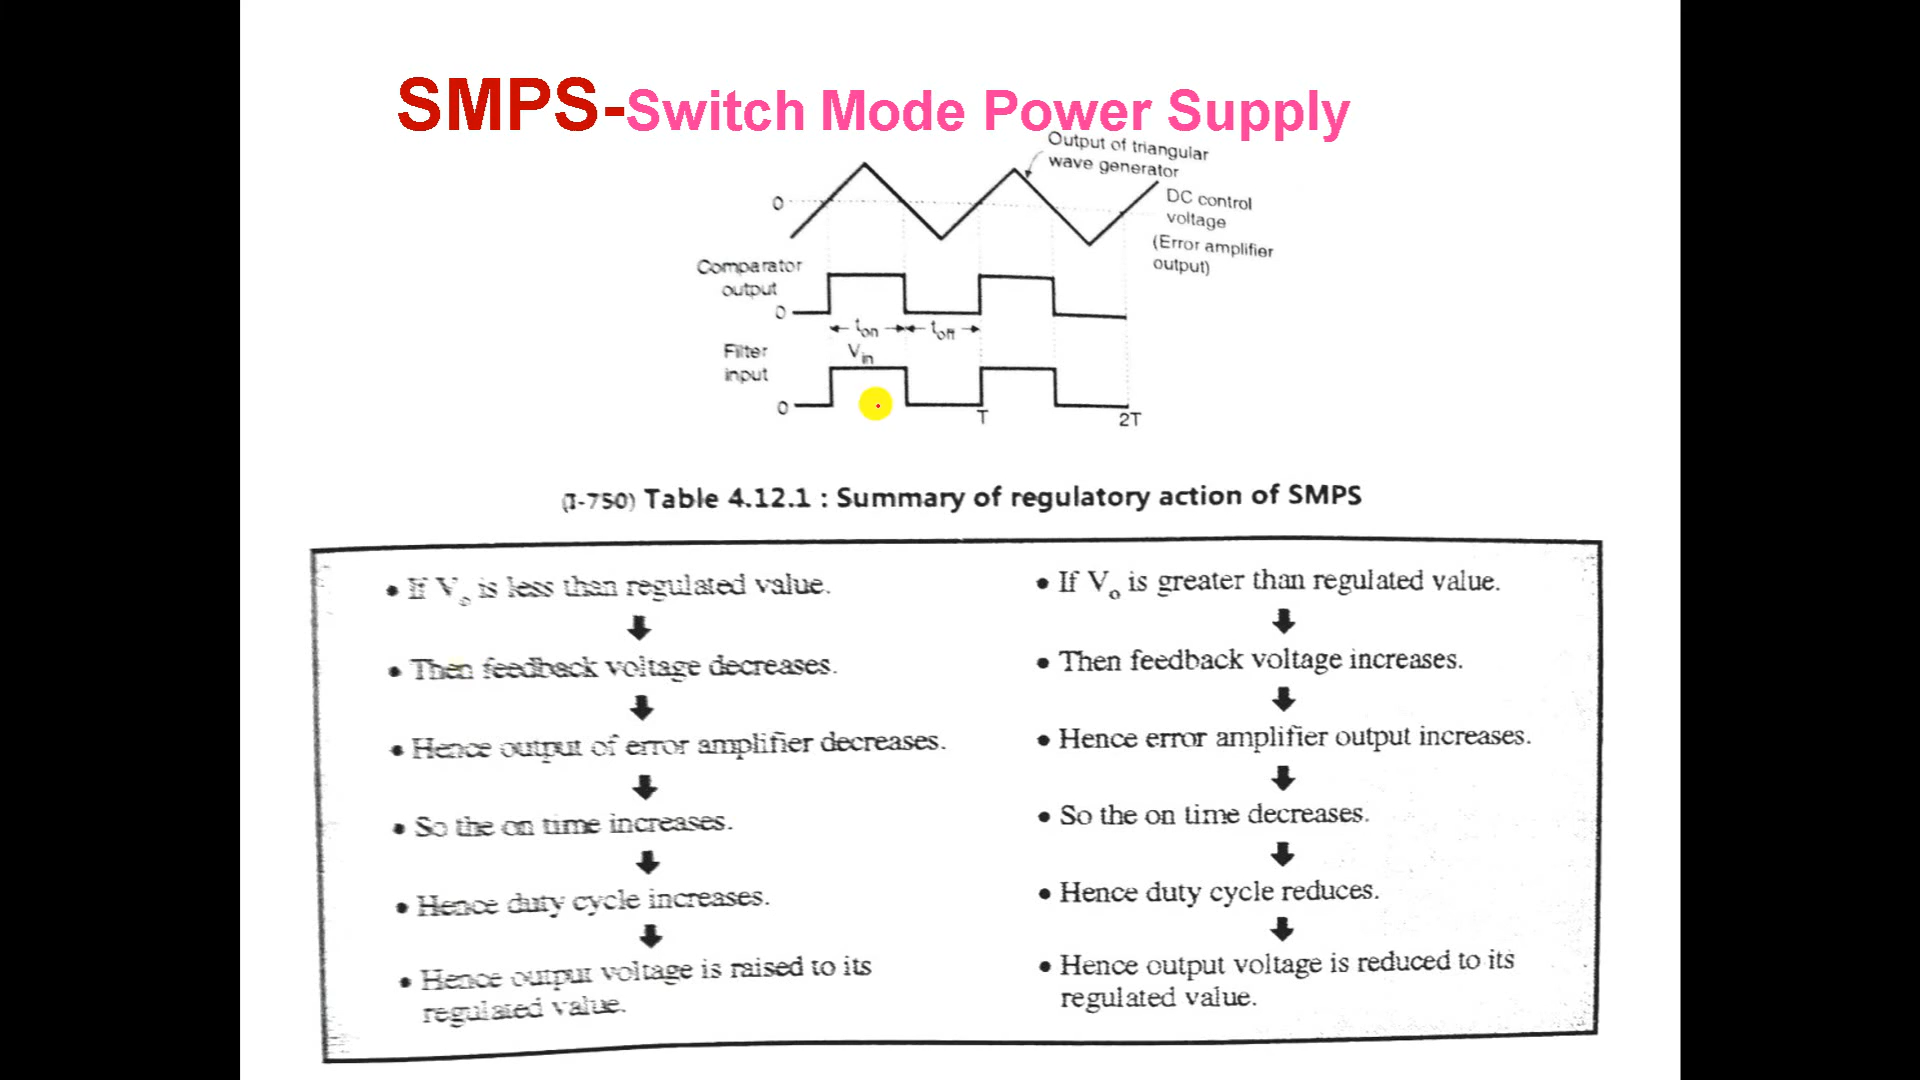 SMPS-Switch Mode Power Supply
Output of triangular
wave generator
0
DC control
voltage
(Error amplifier
output)
Comparator
output
0
ton
toff
Filter
input
Vin
0
T
2T
(I-750) Table 4.12.1 : Summary of regulatory action of SMPS
• If Vo is less than regulated value.
• Then feedback voltage decreases.
• Hence output of error amplifier decreases.
• So the on time increases.
• Hence duty cycle increases.
• Hence output voltage is raised to its
regulated value.
• If Vo is greater than regulated value.
• Then feedback voltage increases.
• Hence error amplifier output increases.
• So the on time decreases.
• Hence duty cycle reduces.
• Hence output voltage is reduced to its
regulated value.